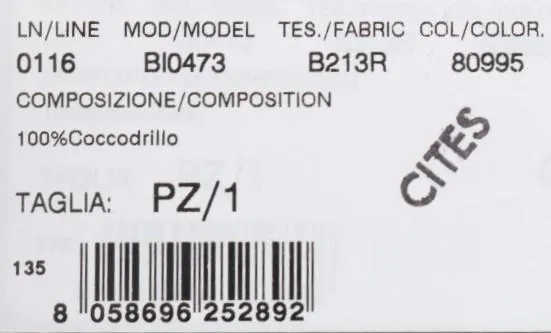 LN/LINE MOD/MODEL TES./FABRIC COL/COLOR.
0116 BI0473 B213R 80995
COMPOSIZIONE/COMPOSITION
100%Coccodrillo
CITES
TAGLIA: PZ/1
135
8 058696 252892